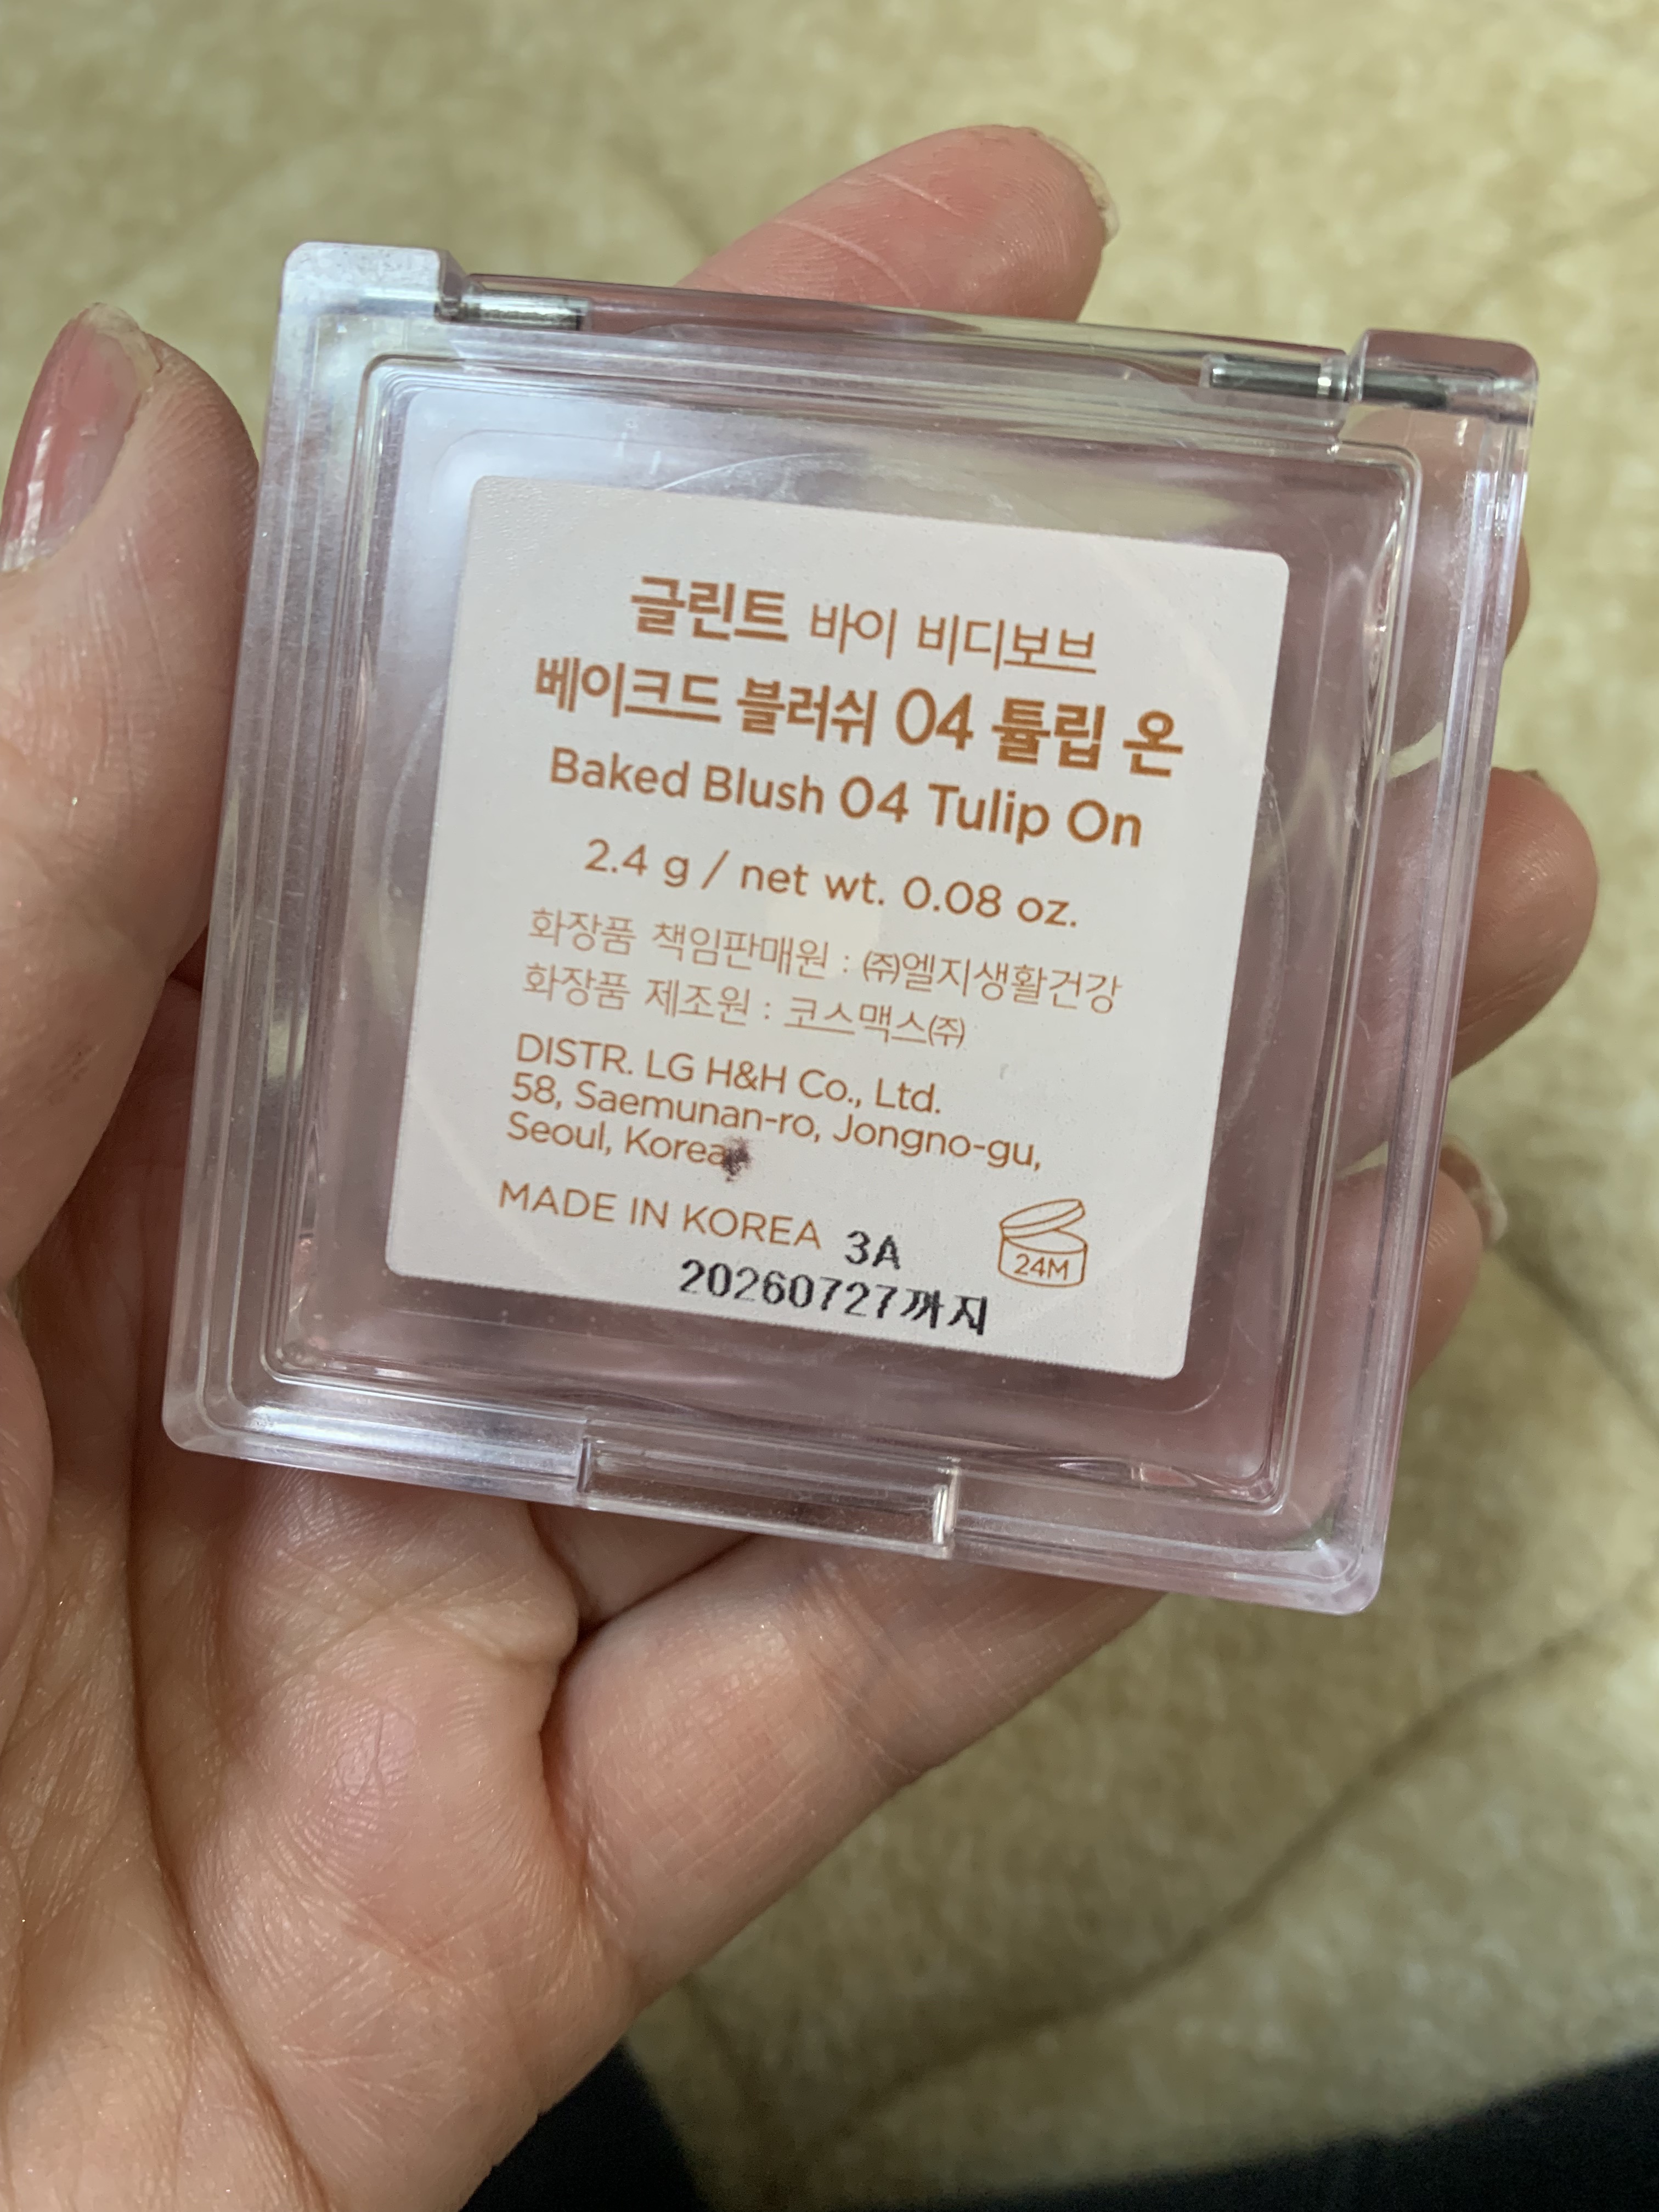 글린트 바이 비디보브
베이크드 블러쉬 04 튤립 온
Baked Blush 04 Tulip On
2.4 g / net wt. 0.08 oz.
화장품 책임판매원 : ㈜엘지생활건강
화장품 제조원 : 코스맥스㈜
DISTR. LG H&H Co., Ltd.
58, Saemunan-ro, Jongno-gu,
Seoul, Korea
MADE IN KOREA 3A
24M
20260727까지